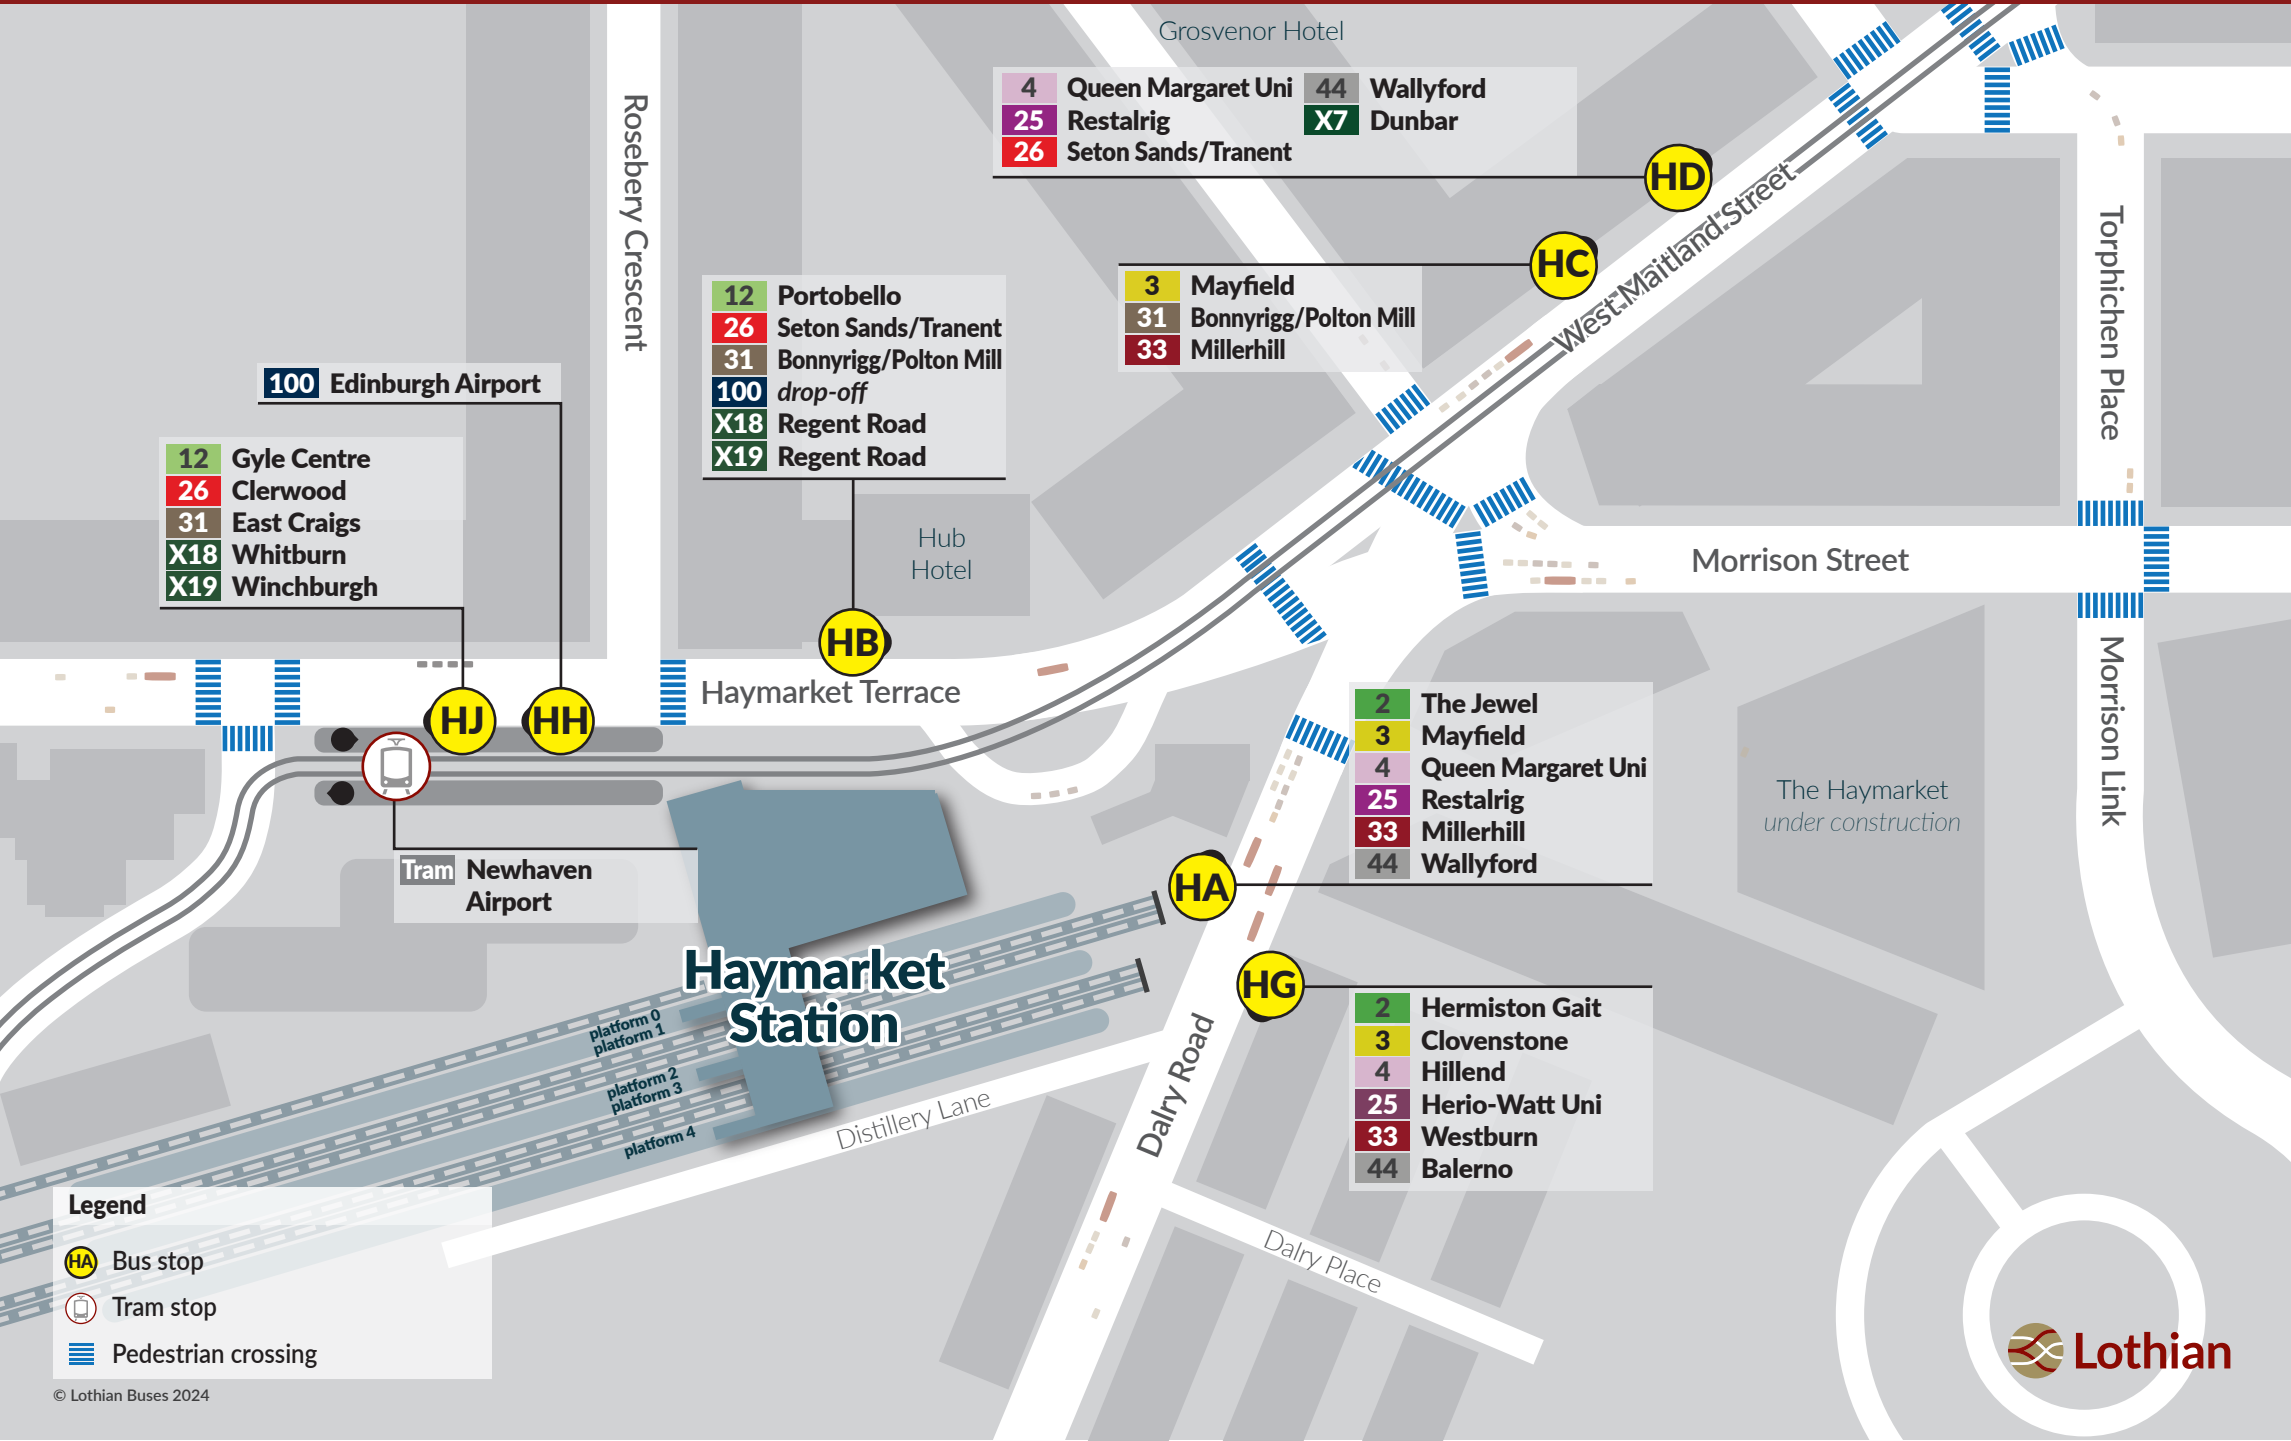 Grosvenor Hotel
4 Queen Margaret Uni 44 Wallyford
25 Restalrig X7 Dunbar
26 Seton Sands/Tranent
HD
Rosebery Crescent
West Maitland Street
Torphichen Place
HC
3 Mayfield
31 Bonnyrigg/Polton Mill
33 Millerhill
12 Portobello
26 Seton Sands/Tranent
31 Bonnyrigg/Polton Mill
100 drop-off
X18 Regent Road
X19 Regent Road
100 Edinburgh Airport
12 Gyle Centre
26 Clerwood
31 East Craigs
X18 Whitburn
X19 Winchburgh
Hub
Hotel
Morrison Street
HB
Haymarket Terrace
HJ
HH
Morrison Link
2 The Jewel
3 Mayfield
4 Queen Margaret Uni
25 Restalrig
33 Millerhill
44 Wallyford
The Haymarket
under construction
Tram Newhaven
Airport
HA
HG
Haymarket
Station
platform 0
platform 1
platform 2
platform 3
platform 4
2 Hermiston Gait
3 Clovenstone
4 Hillend
25 Herio-Watt Uni
33 Westburn
44 Balerno
Dalry Road
Distillery Lane
Dalry Place
Legend
HA Bus stop
Tram stop
Pedestrian crossing
© Lothian Buses 2024
Lothian